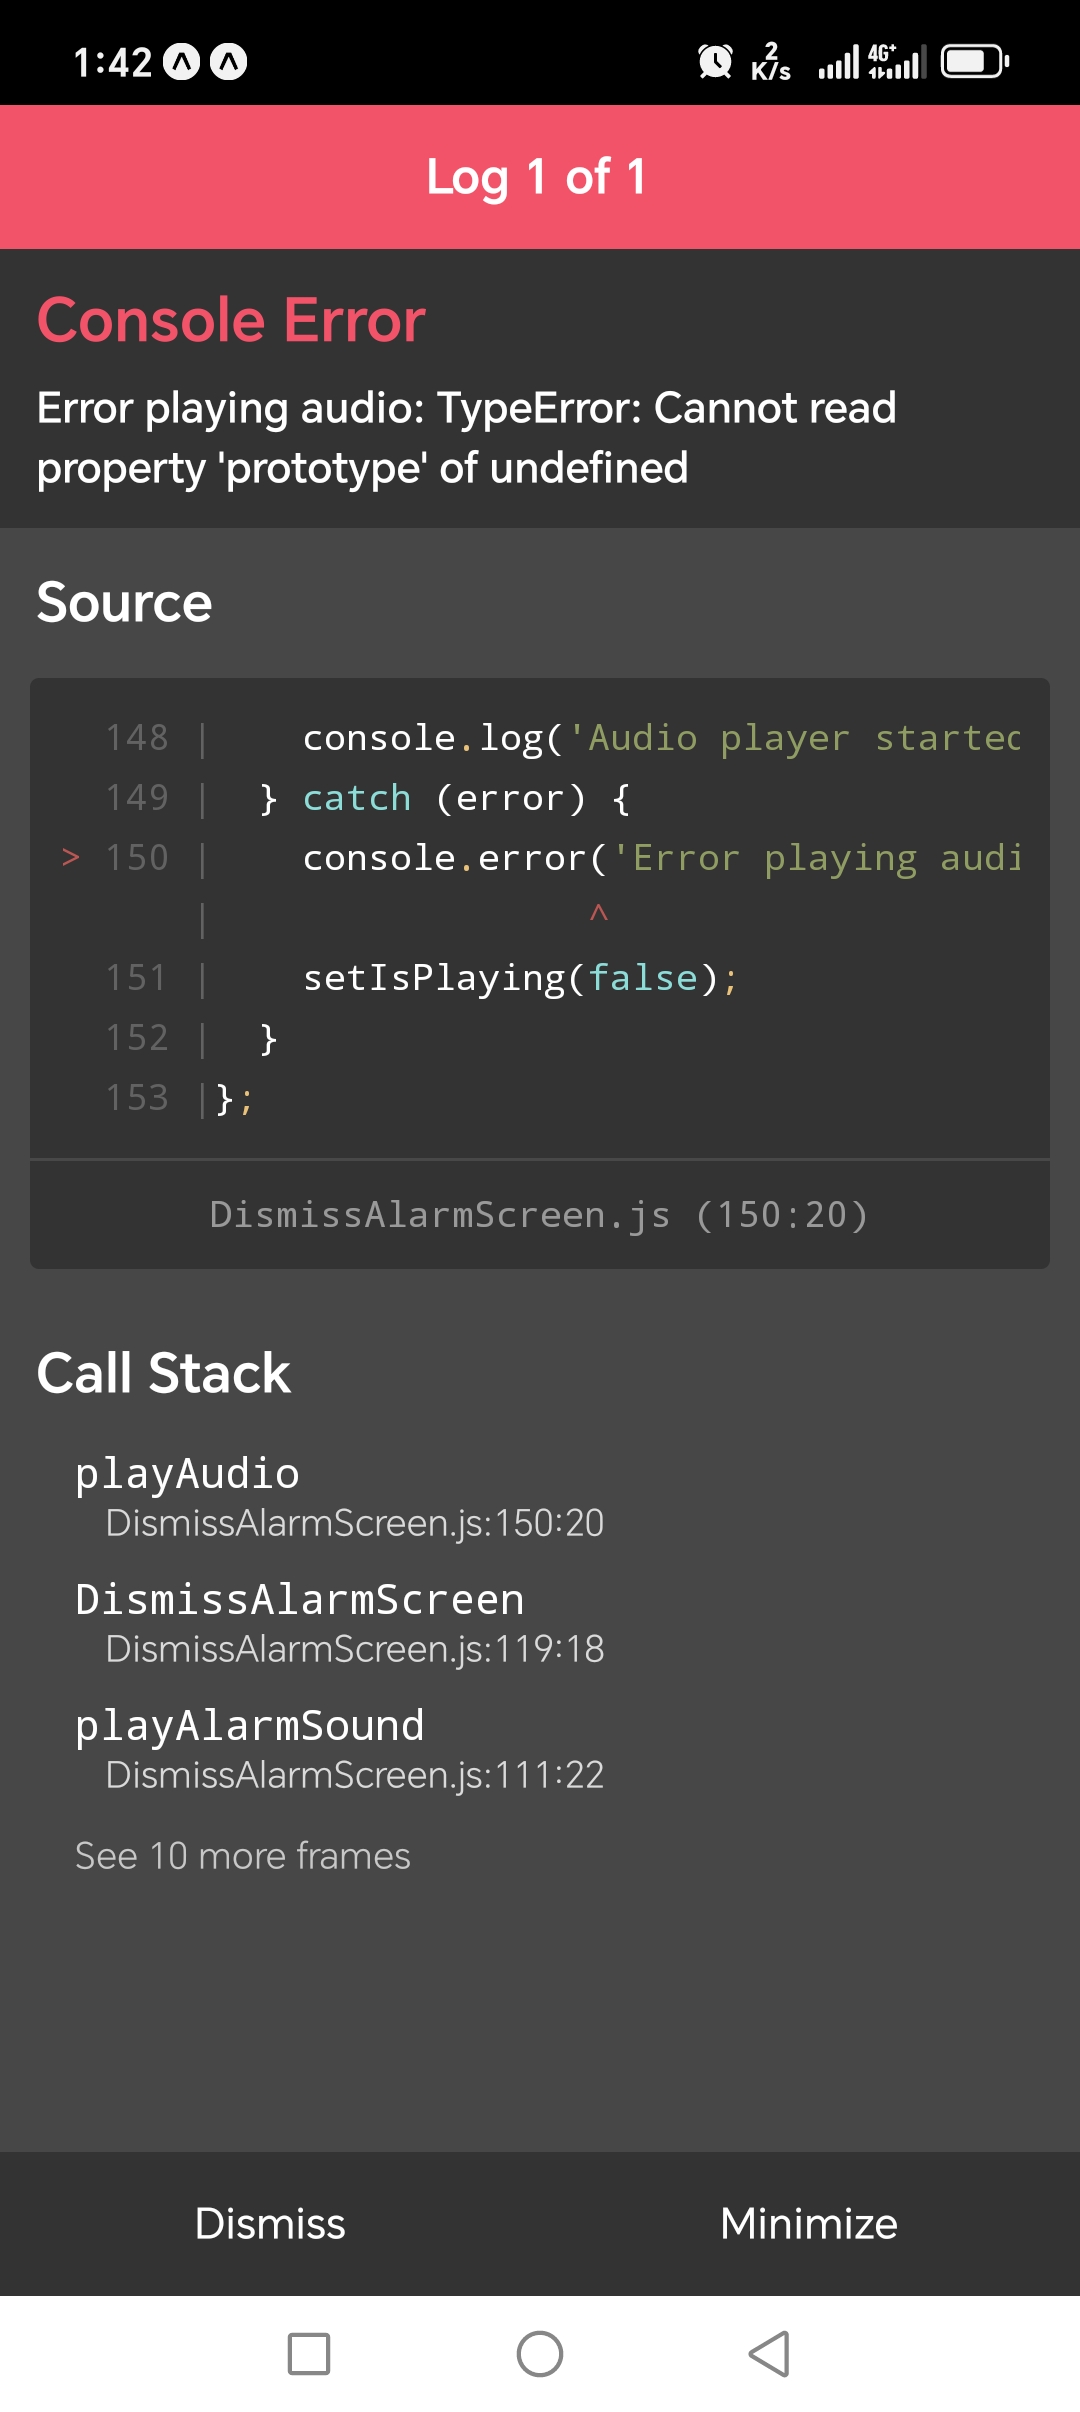 1:42
2
K/s
4G+
Log 1 of 1
Console Error
Error playing audio: TypeError: Cannot read
property 'prototype' of undefined
Source
148 |    console.log('Audio player started
149 |  } catch (error) {
> 150 |    console.error('Error playing audi
|                 ^
151 |    setIsPlaying(false);
152 |  }
153 |};
DismissAlarmScreen.js (150:20)
Call Stack
playAudio
DismissAlarmScreen.js:150:20
DismissAlarmScreen
DismissAlarmScreen.js:119:18
playAlarmSound
DismissAlarmScreen.js:111:22
See 10 more frames
Dismiss
Minimize